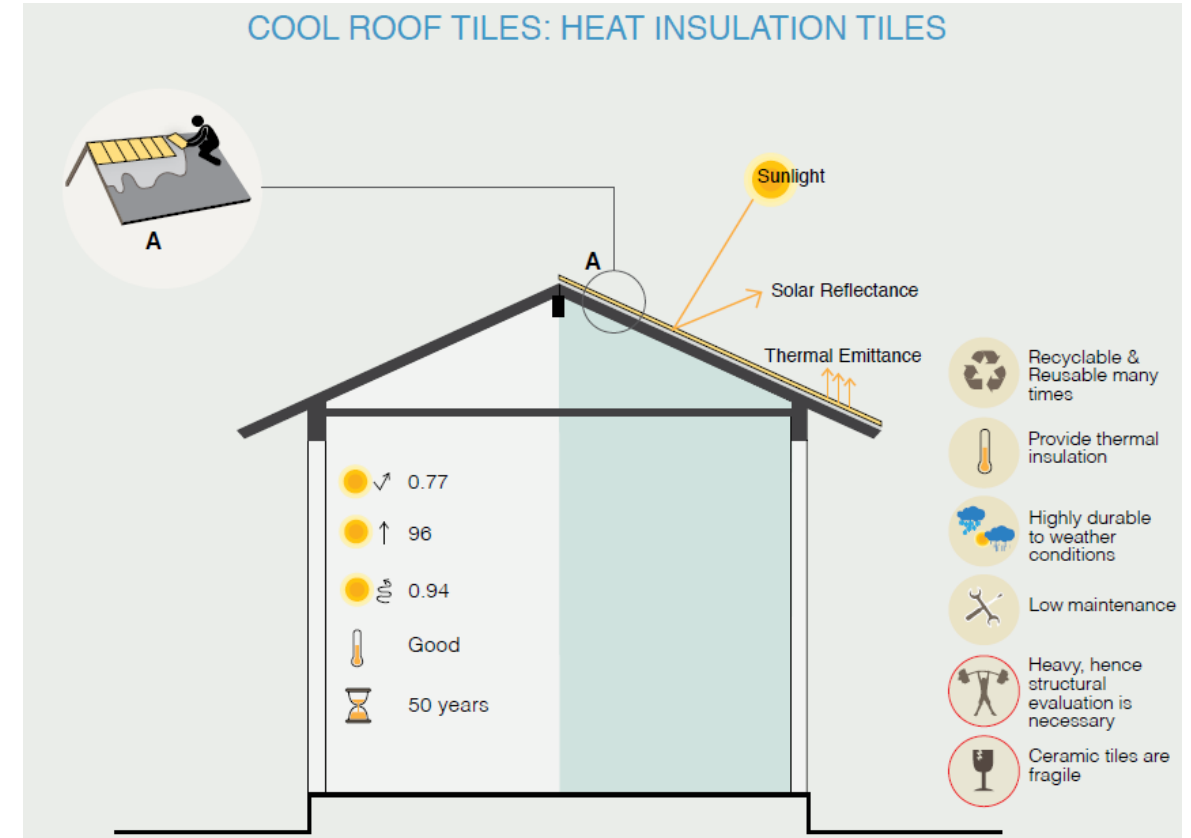 COOL ROOF TILES: HEAT INSULATION TILES
A
Sunlight
A
Solar Reflectance
Thermal Emittance
0.77
96
0.94
Good
50 years
Recyclable &
Reusable many
times
Provide thermal
insulation
Highly durable
to weather
conditions
Low maintenance
Heavy, hence
structural
evaluation is
necessary
Ceramic tiles are
fragile